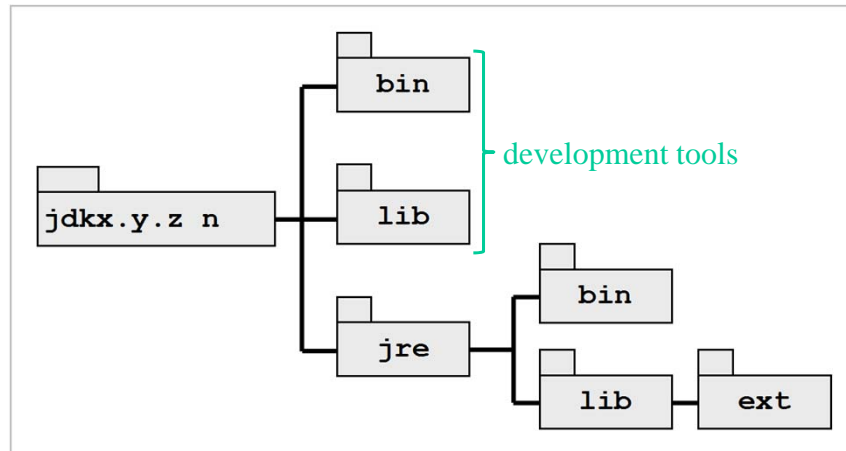 bin
development tools
jdkx.y.z n
lib
bin
jre
lib
ext